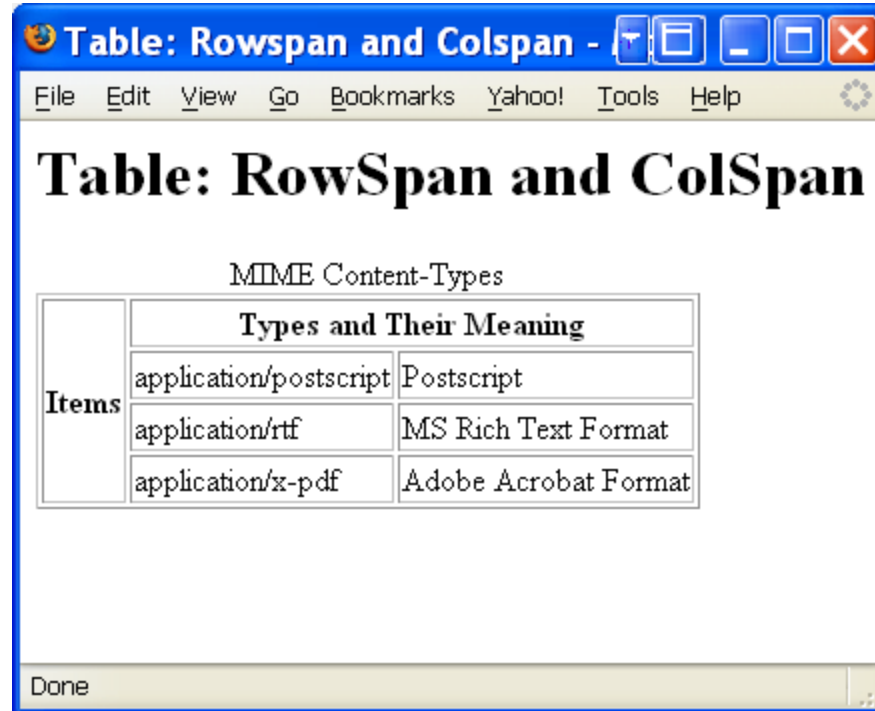 Table: Rowspan and Colspan -
File Edit View Go Bookmarks Yahoo! Tools Help
Table: RowSpan and ColSpan
MIME Content-Types
Types and Their Meaning
Items
application/postscript Postscript
application/rtf MS Rich Text Format
application/x-pdf Adobe Acrobat Format
Done